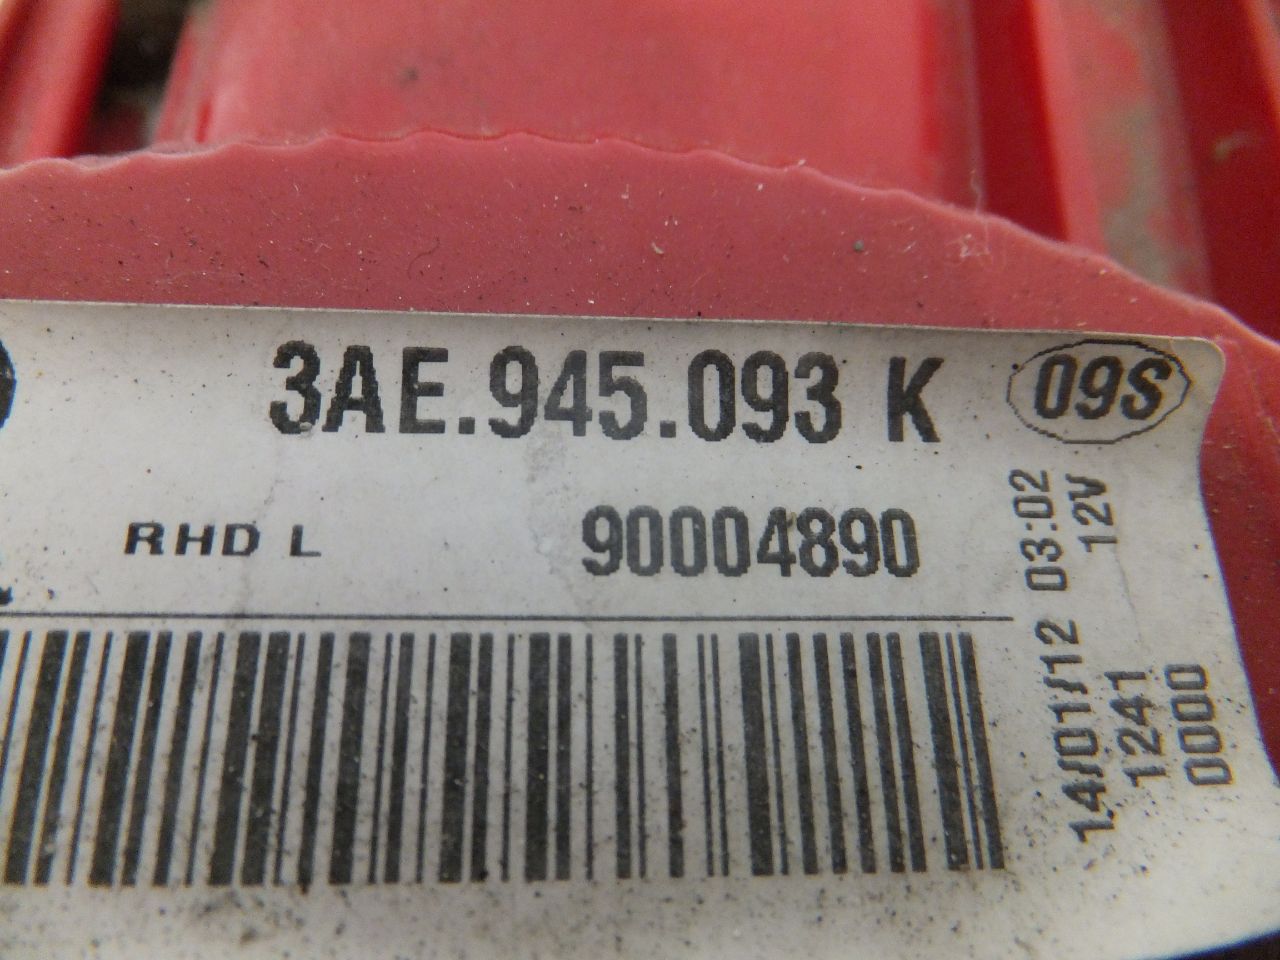 3AE.945.093 K
09S
RHD L
90004890
14/01/12 03:02
1241 12V
0000